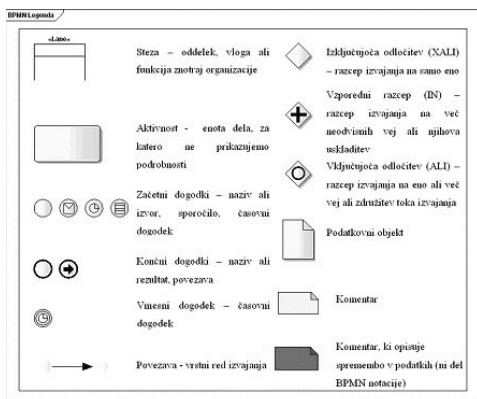 BPMN Legenda
«Lane»
Steza – oddelek, vloga ali
funkcija znotraj organizacije
Aktivnost - enota dela, za
katero ne prikazujemo
podrobnosti
Začetni dogodki – naziv ali
izvor, sporočilo, časovni
dogodek
Končni dogodki – naziv ali
rezultat, povezava
Vmesni dogodek – časovni
dogodek
Povezava - vrstni red izvajanja
Izključujoča odločitev (XALI)
– razcep izvajanja na samo eno
Vzporedni razcep (IN) –
razcep izvajanja na več
neodvisnih vej ali njihova
uskladitev
Vključujoča odločitev (ALI) –
razcep izvajanja na eno ali več
vej ali združitev toka izvajanja
Podatkovni objekt
Komentar
Komentar, ki opisuje
spremembo v podatkih (ni del
BPMN notacije)